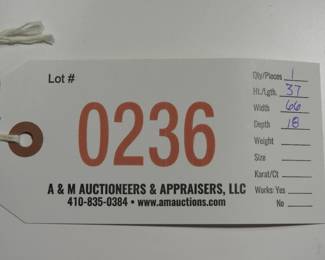 Lot #
0236
A & M AUCTIONEERS & APPRAISERS, LLC
410-835-0384 • www.amauctions.com
Qty/Pieces 1
Ht./Lgth. 37
Width 66
Depth 18
Weight
Size
Karat/Ct
Works: Yes
No